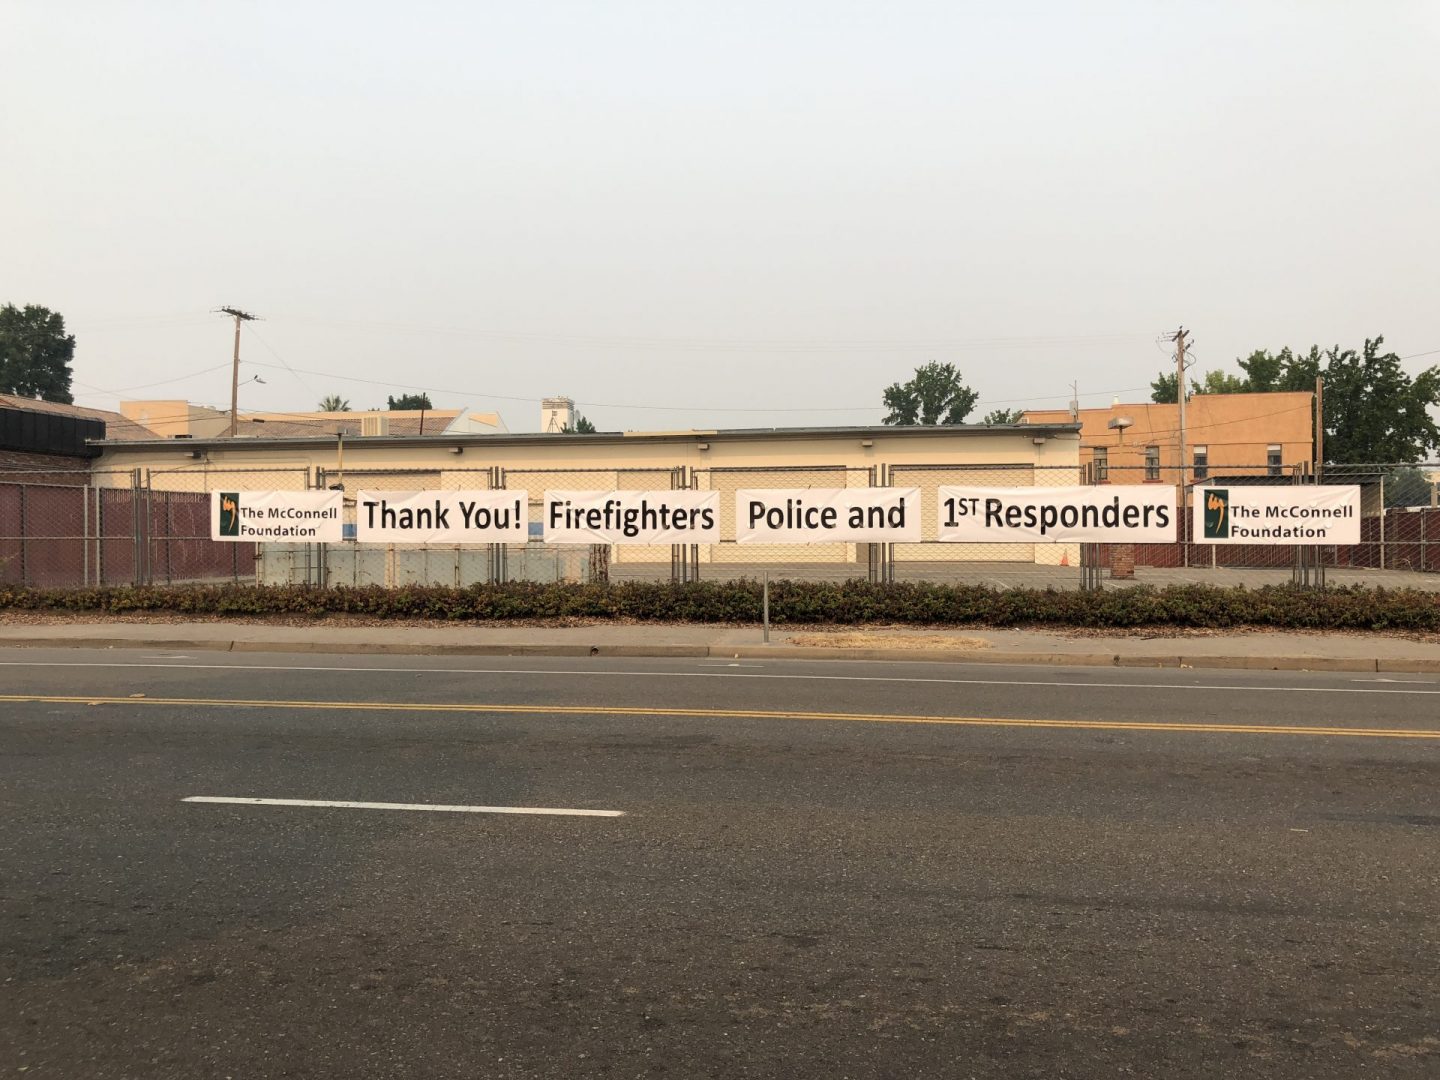 The McConnell
Foundation
Thank You!
Firefighters
Police and
1ST Responders
The McConnell
Foundation